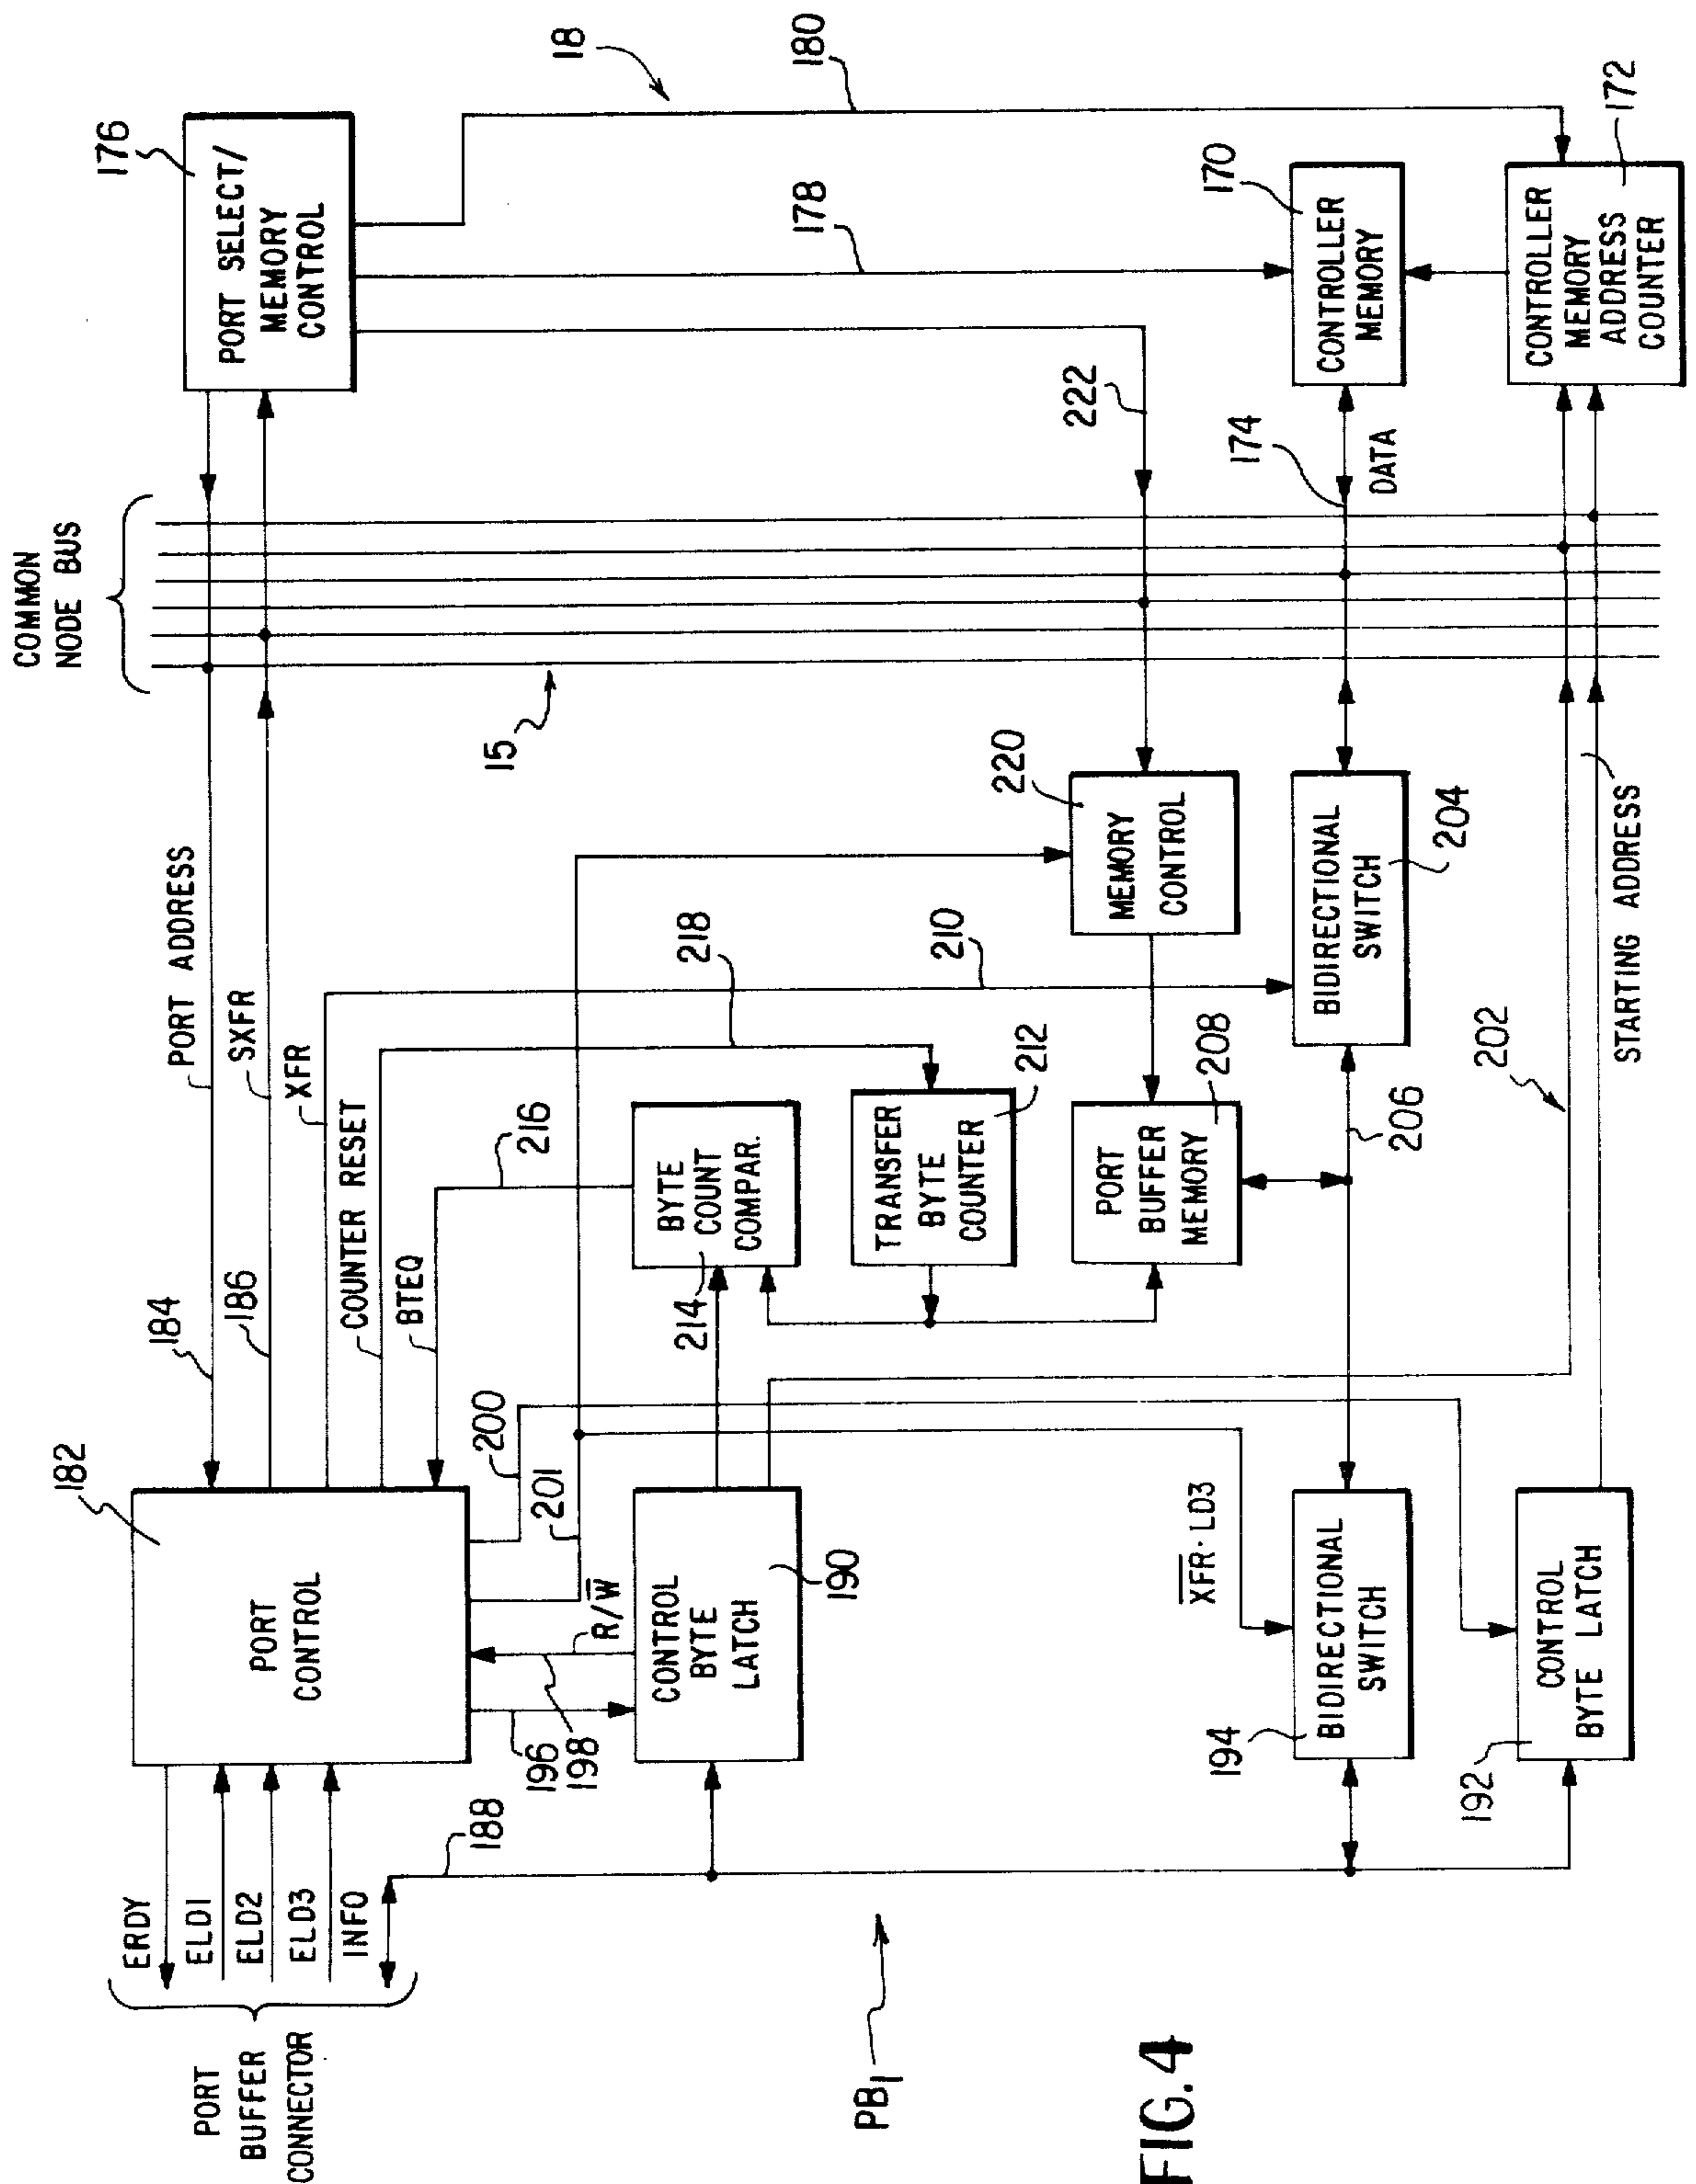 COMMON
NODE BUS
176
PORT SELECT/
MEMORY
CONTROL
18
180
178
222
170
CONTROLLER
MEMORY
174
DATA
CONTROLLER
MEMORY
ADDRESS
COUNTER
172
15
PORT ADDRESS
184
SXFR
186
XFR
COUNTER RESET
BTEQ
216
218
210
220
MEMORY
CONTROL
BIDIRECTIONAL
SWITCH
204
STARTING ADDRESS
202
206
BYTE
COUNT
COMPAR.
214
TRANSFER
BYTE
COUNTER
212
PORT
BUFFER
MEMORY
208
182
PORT
CONTROL
200
201
R/W̅
196
198
CONTROL
BYTE
LATCH
190
X̅F̅R̅·LD3
BIDIRECTIONAL
SWITCH
194
CONTROL
BYTE LATCH
192
188
ERDY
ELD1
ELD2
ELD3
INFO
PORT
BUFFER
CONNECTOR
PB1
FIG.4